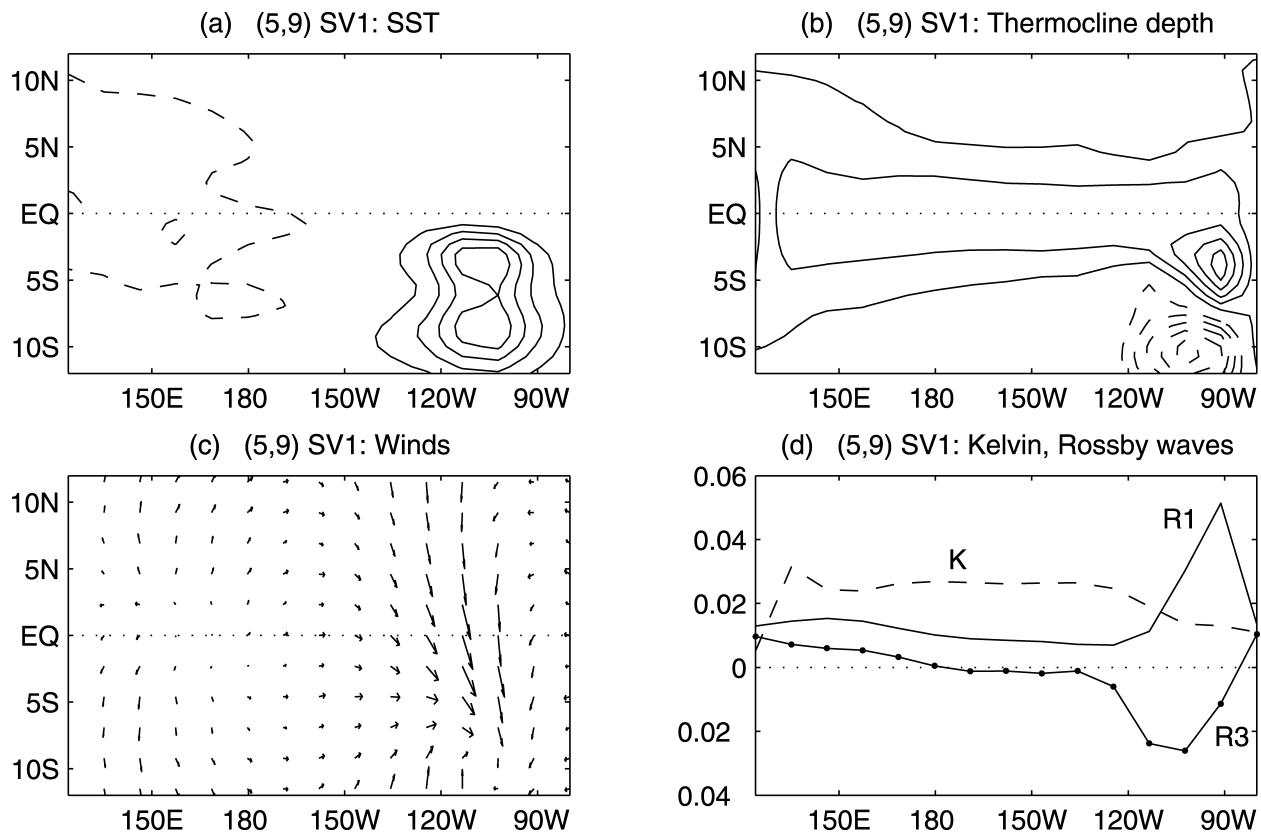 (a) (5,9) SV1: SST
10N
5N
EQ
5S
10S
150E 180 150W 120W 90W
(b) (5,9) SV1: Thermocline depth
10N
5N
EQ
5S
10S
150E 180 150W 120W 90W
(c) (5,9) SV1: Winds
10N
5N
EQ
5S
10S
150E 180 150W 120W 90W
(d) (5,9) SV1: Kelvin, Rossby waves
0.06
0.04
0.02
0
0.02
0.04
R1
K
R3
150E 180 150W 120W 90W